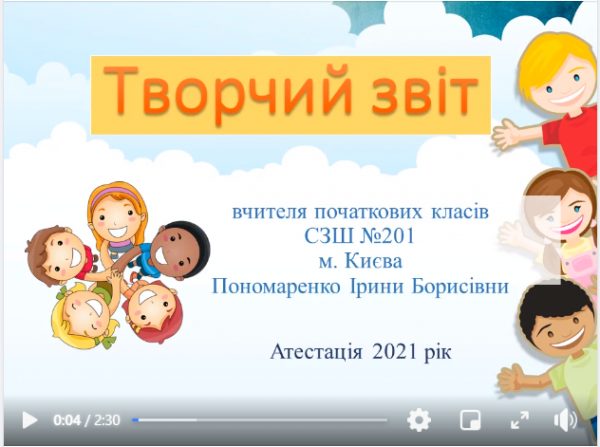 Творчий звіт
вчителя початкових класів
СЗШ №201
м. Києва
Пономаренко Ірини Борисівни
Атестація 2021 рік
0:04 / 2:30